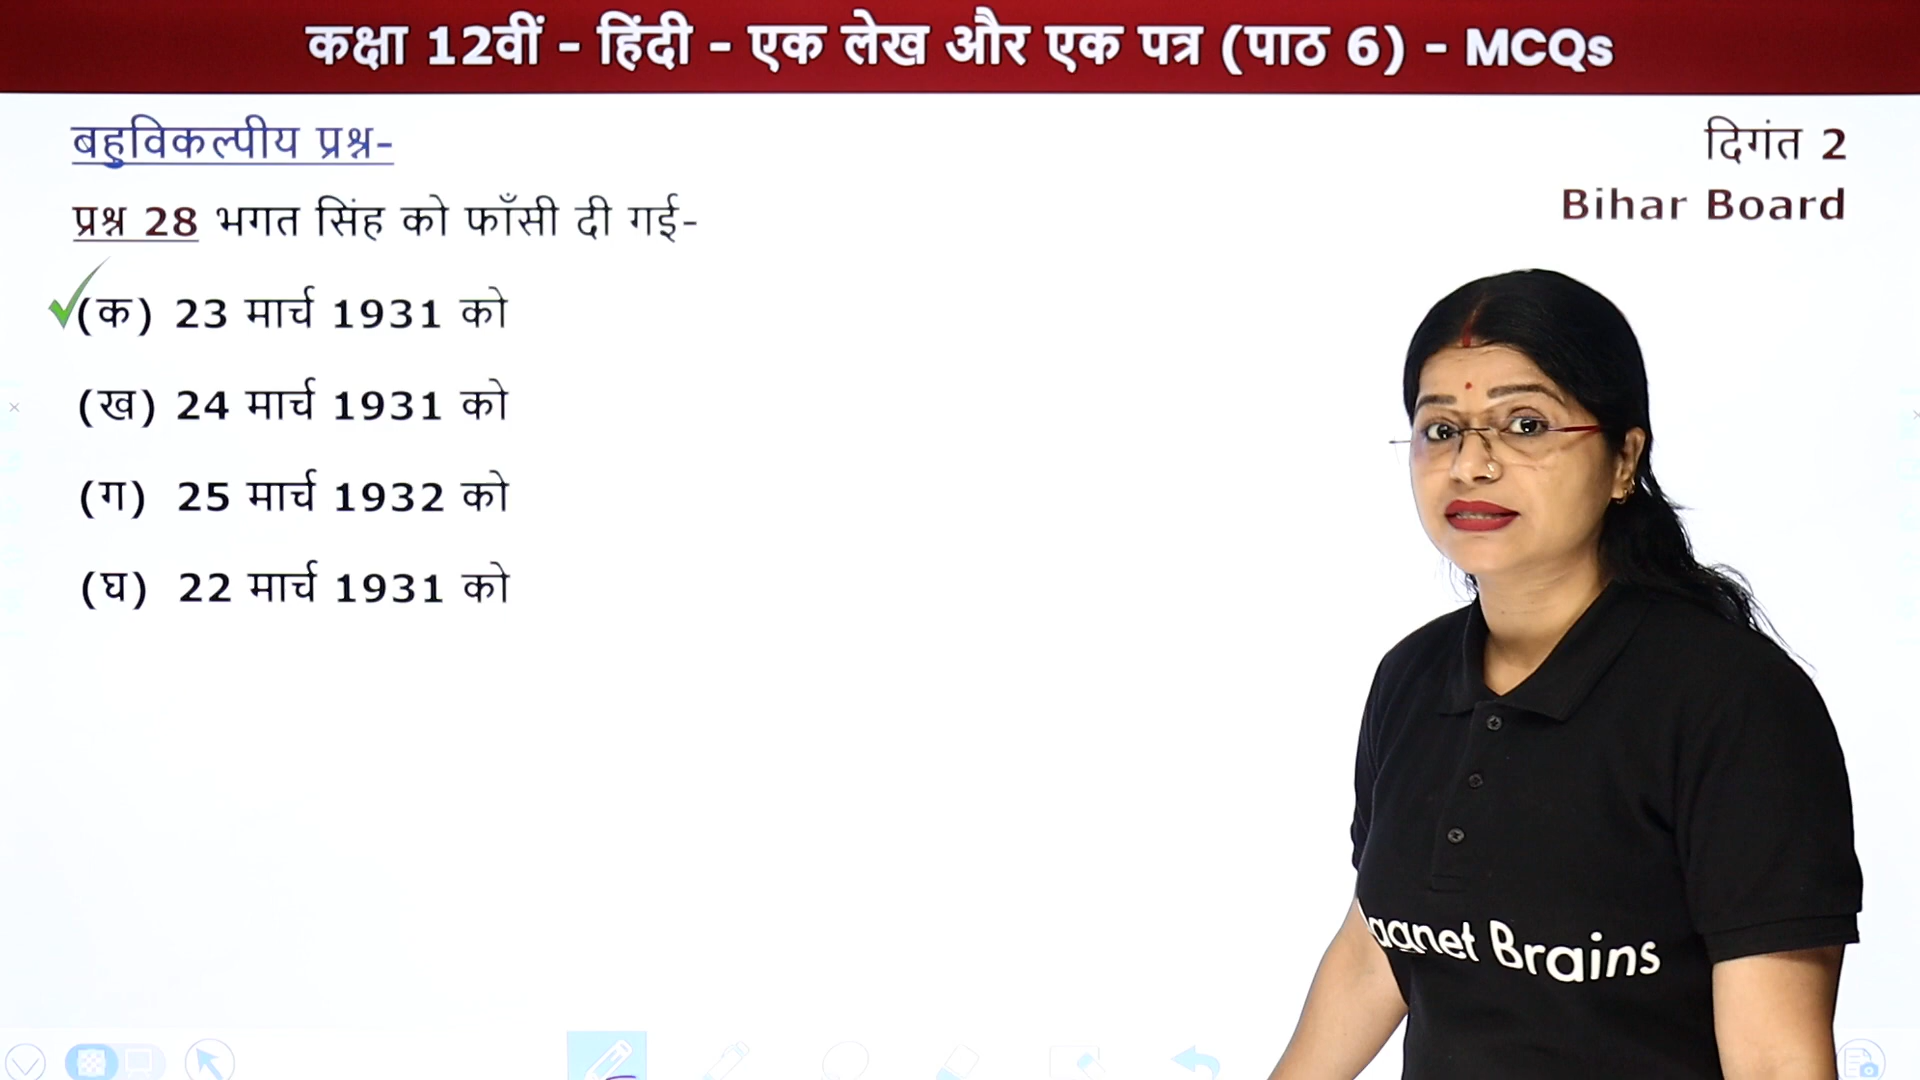 कक्षा 12वीं - हिंदी - एक लेख और एक पत्र (पाठ 6) - MCQs
बहुविकल्पीय प्रश्न-
दिगंत 2
Bihar Board
प्रश्न 28 भगत सिंह को फाँसी दी गई-
(क) 23 मार्च 1931 को
(ख) 24 मार्च 1931 को
(ग) 25 मार्च 1932 को
(घ) 22 मार्च 1931 को
agnet Brains